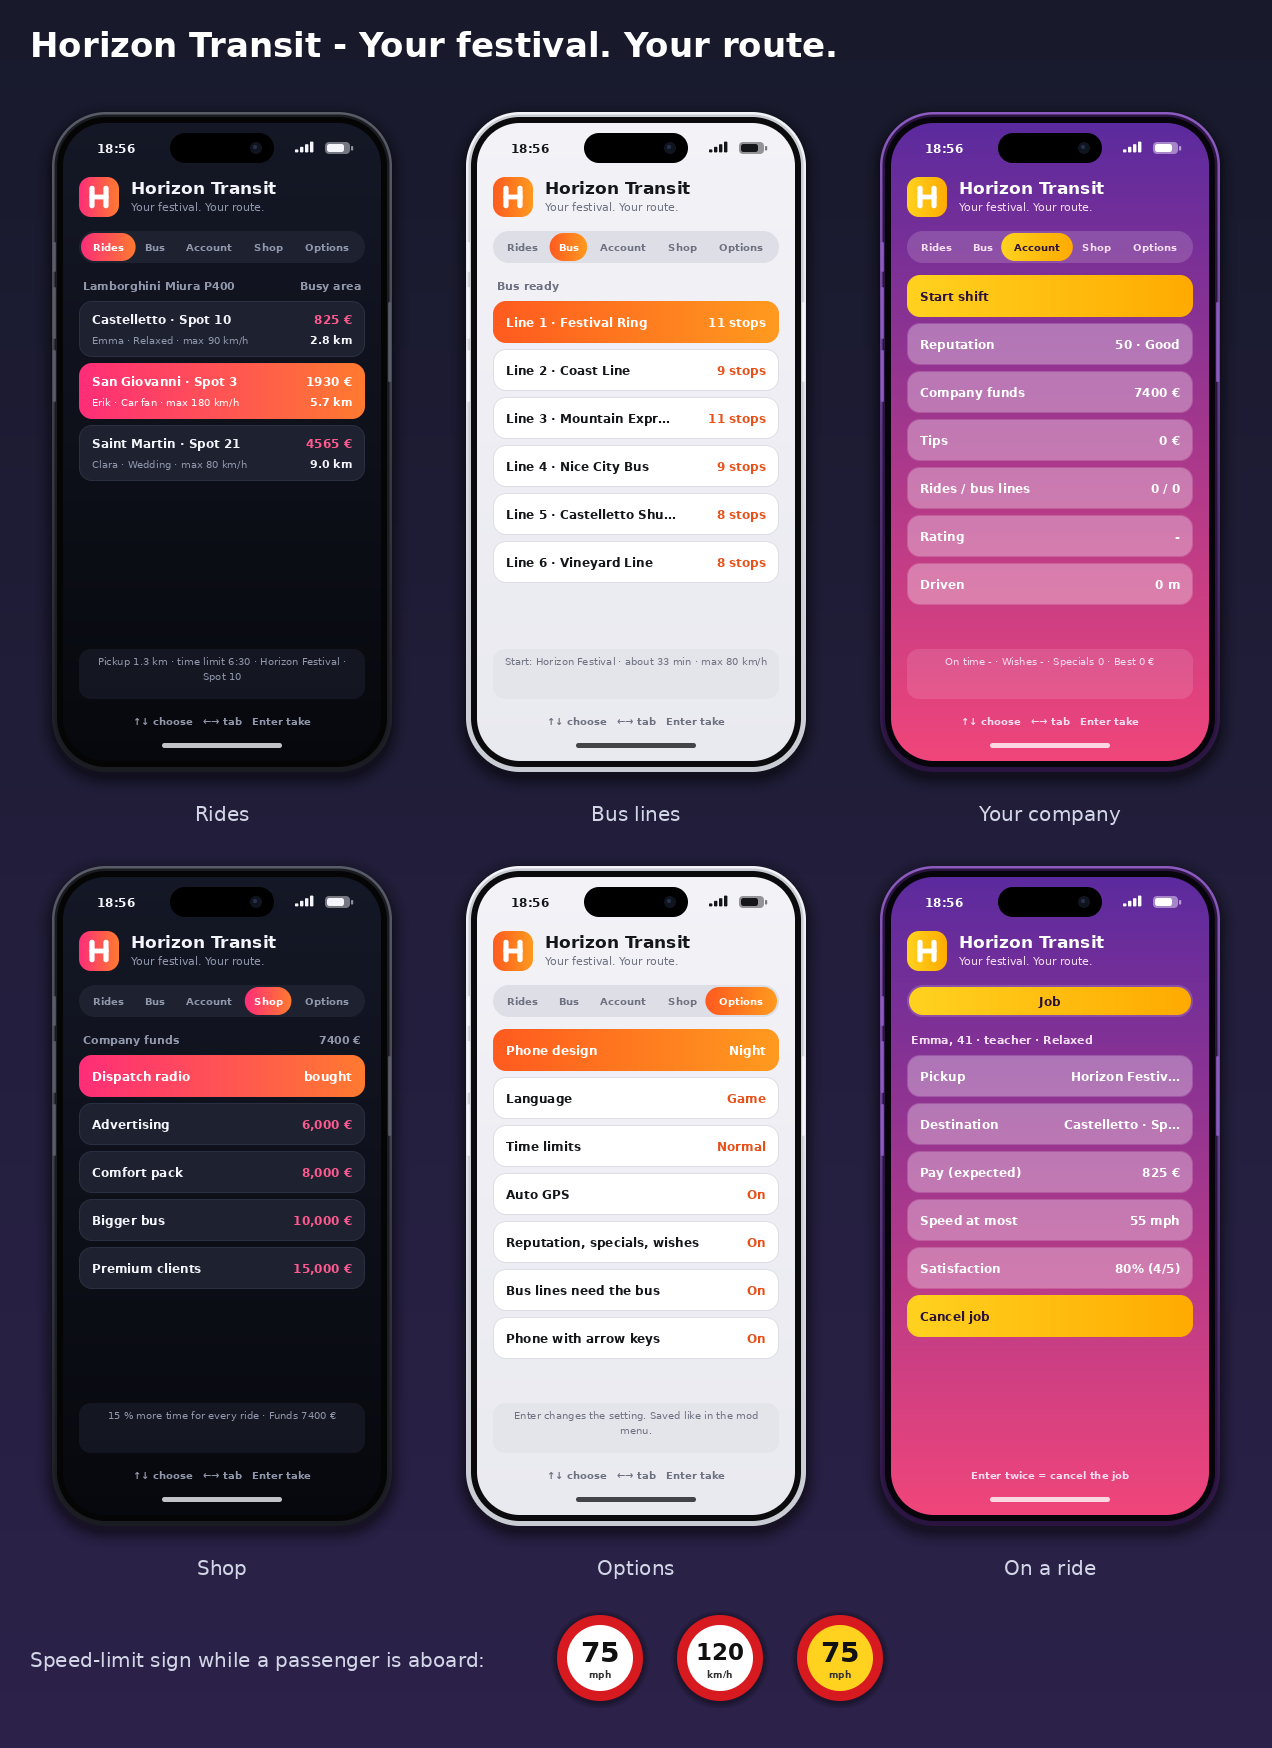 Horizon Transit - Your festival. Your route.
18:56
H
Horizon Transit
Your festival. Your route.
Rides Bus Account Shop Options
Lamborghini Miura P400 Busy area
Castelletto · Spot 10 825 €
Emma · Relaxed · max 90 km/h 2.8 km
San Giovanni · Spot 3 1930 €
Erik · Car fan · max 180 km/h 5.7 km
Saint Martin · Spot 21 4565 €
Clara · Wedding · max 80 km/h 9.0 km
Pickup 1.3 km · time limit 6:30 · Horizon Festival ·
Spot 10
↑↓ choose ←→ tab Enter take
Rides
18:56
H
Horizon Transit
Your festival. Your route.
Rides Bus Account Shop Options
Bus ready
Line 1 · Festival Ring 11 stops
Line 2 · Coast Line 9 stops
Line 3 · Mountain Expr... 11 stops
Line 4 · Nice City Bus 9 stops
Line 5 · Castelletto Shu... 8 stops
Line 6 · Vineyard Line 8 stops
Start: Horizon Festival · about 33 min · max 80 km/h
↑↓ choose ←→ tab Enter take
Bus lines
18:56
H
Horizon Transit
Your festival. Your route.
Rides Bus Account Shop Options
Start shift
Reputation 50 · Good
Company funds 7400 €
Tips 0 €
Rides / bus lines 0 / 0
Rating -
Driven 0 m
On time - · Wishes - · Specials 0 · Best 0 €
↑↓ choose ←→ tab Enter take
Your company
18:56
H
Horizon Transit
Your festival. Your route.
Rides Bus Account Shop Options
Company funds 7400 €
Dispatch radio bought
Advertising 6,000 €
Comfort pack 8,000 €
Bigger bus 10,000 €
Premium clients 15,000 €
15 % more time for every ride · Funds 7400 €
↑↓ choose ←→ tab Enter take
Shop
18:56
H
Horizon Transit
Your festival. Your route.
Rides Bus Account Shop Options
Phone design Night
Language Game
Time limits Normal
Auto GPS On
Reputation, specials, wishes On
Bus lines need the bus On
Phone with arrow keys On
Enter changes the setting. Saved like in the mod
menu.
↑↓ choose ←→ tab Enter take
Options
18:56
H
Horizon Transit
Your festival. Your route.
Job
Emma, 41 · teacher · Relaxed
Pickup Horizon Festiv...
Destination Castelletto · Sp...
Pay (expected) 825 €
Speed at most 55 mph
Satisfaction 80% (4/5)
Cancel job
Enter twice = cancel the job
On a ride
Speed-limit sign while a passenger is aboard:
75
mph
120
km/h
75
mph